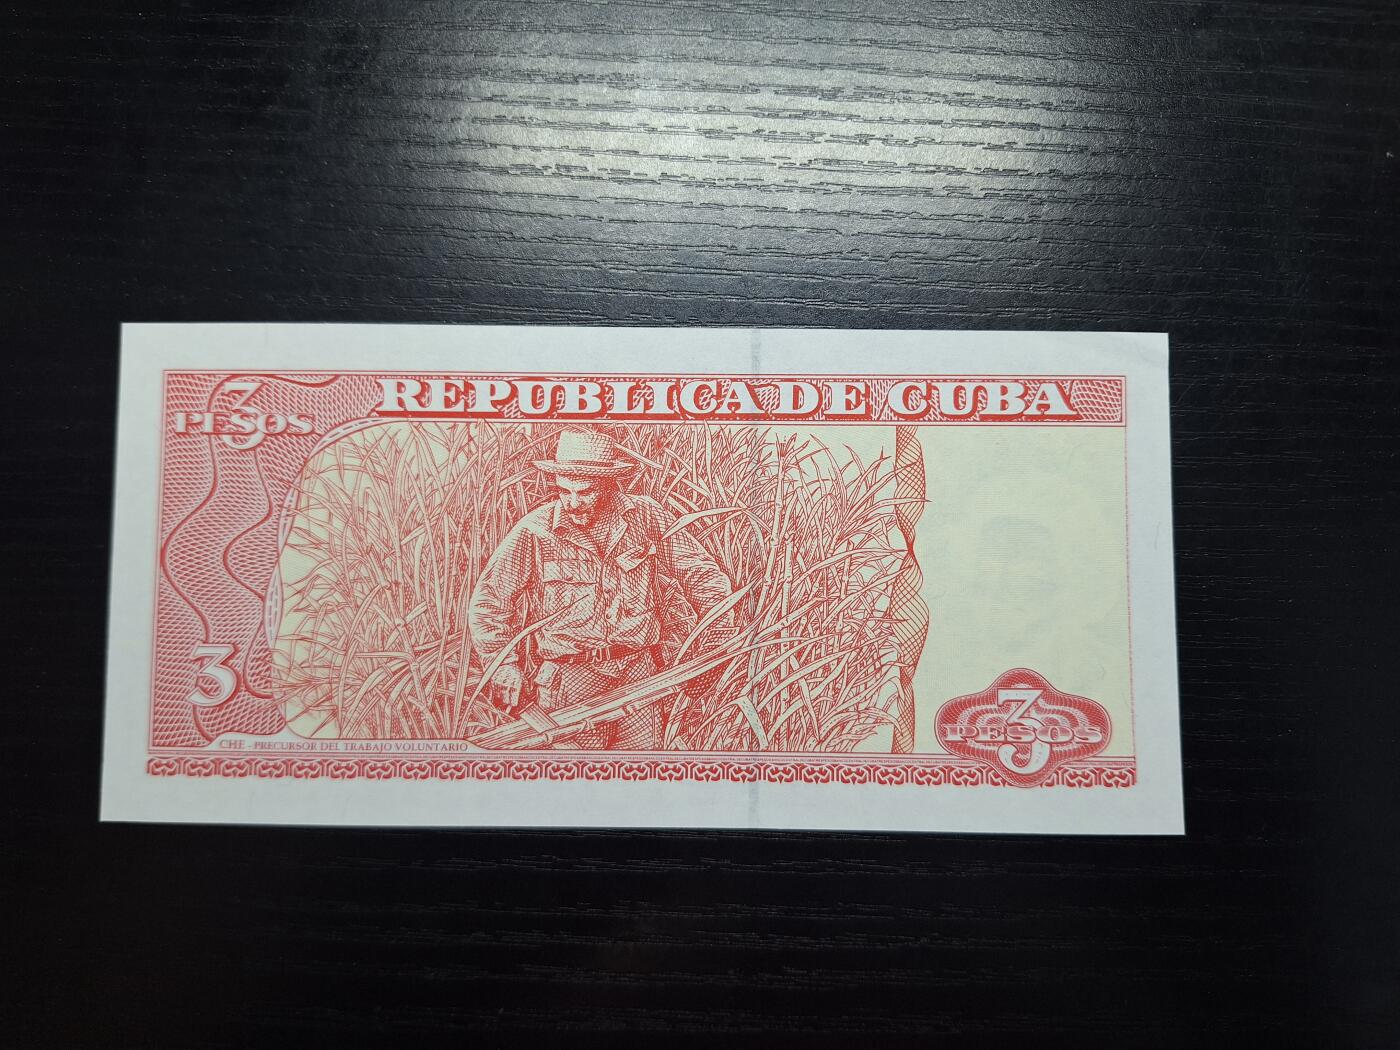 3
PESOS
REPUBLICA DE CUBA
3
CHE - PRECURSOR DEL TRABAJO VOLUNTARIO
3
PESOS